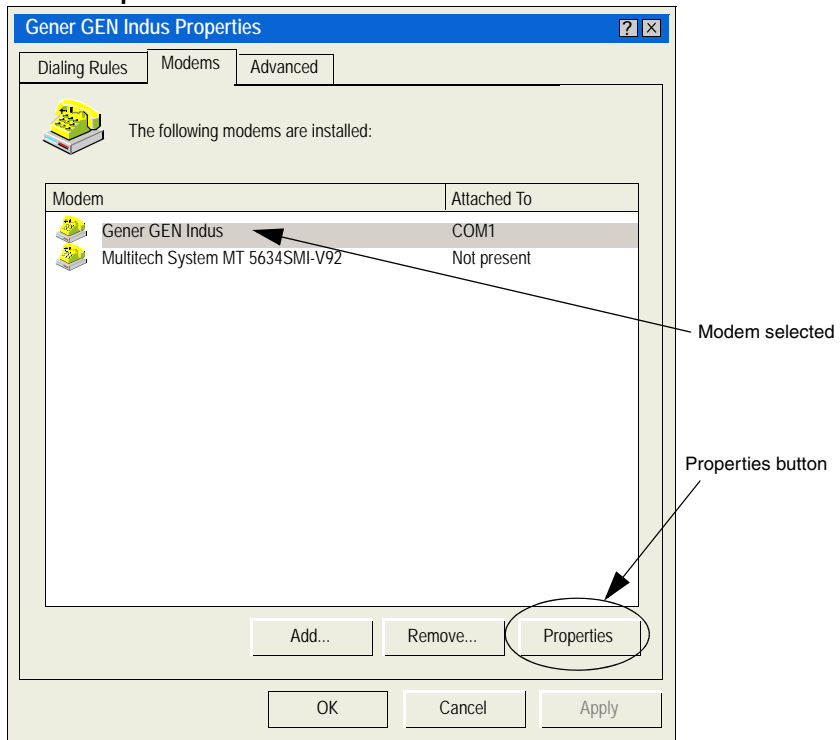 Gener GEN Indus Properties ? X
Dialing Rules Modems Advanced
The following modems are installed:
Modem Attached To
Gener GEN Indus COM1
Multitech System MT 5634SMI-V92 Not present
Modem selected
Properties button
Add... Remove... Properties
OK Cancel Apply